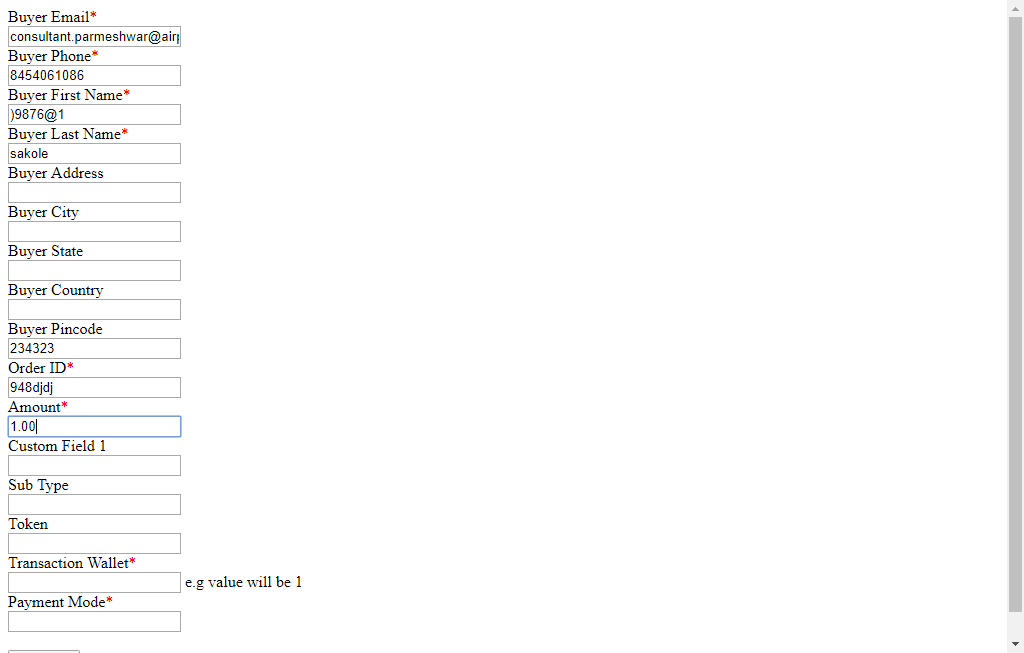 Buyer Email*
consultant.parmeshwar@airp
Buyer Phone*
8454061086
Buyer First Name*
)9876@1
Buyer Last Name*
sakole
Buyer Address
Buyer City
Buyer State
Buyer Country
Buyer Pincode
234323
Order ID*
948djdj
Amount*
1.00
Custom Field 1
Sub Type
Token
Transaction Wallet*
e.g value will be 1
Payment Mode*